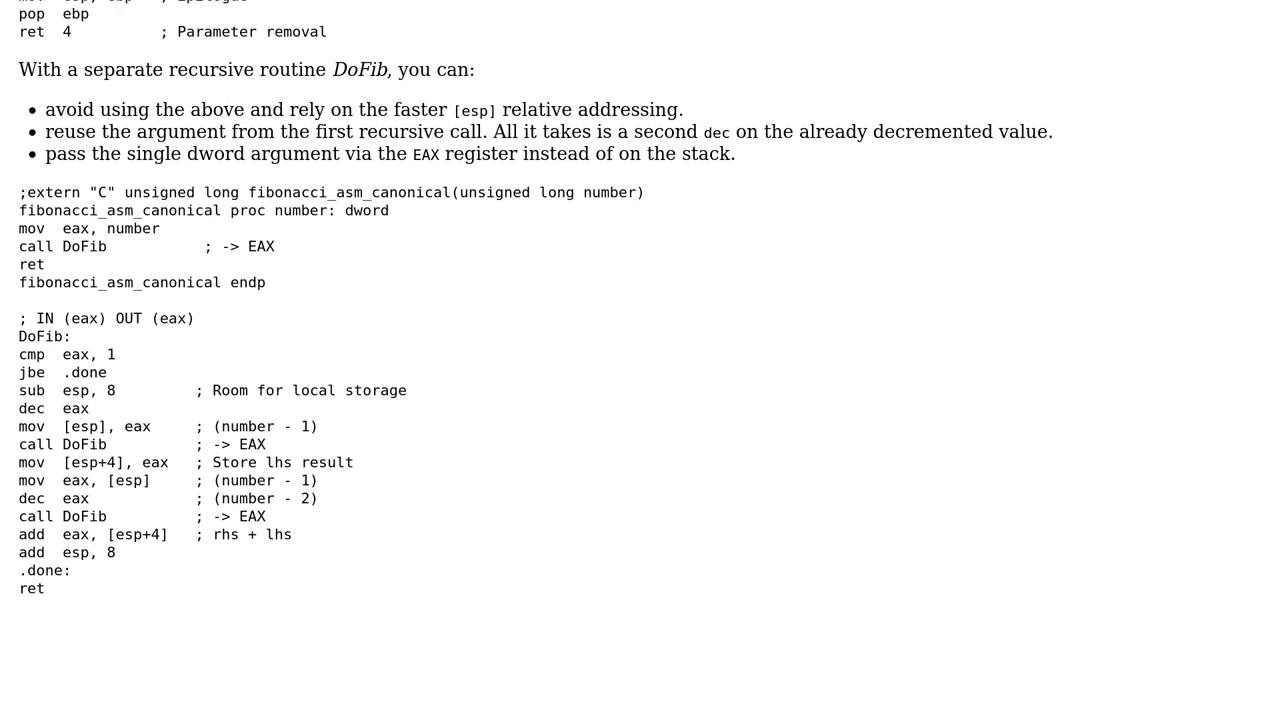 pop  ebp
ret  4          ; Parameter removal
With a separate recursive routine DoFib, you can:
• avoid using the above and rely on the faster [esp] relative addressing.
• reuse the argument from the first recursive call. All it takes is a second dec on the already decremented value.
• pass the single dword argument via the EAX register instead of on the stack.
;extern "C" unsigned long fibonacci_asm_canonical(unsigned long number)
fibonacci_asm_canonical proc number: dword
mov  eax, number
call DoFib           ; -> EAX
ret
fibonacci_asm_canonical endp

; IN (eax) OUT (eax)
DoFib:
cmp  eax, 1
jbe  .done
sub  esp, 8         ; Room for local storage
dec  eax
mov  [esp], eax     ; (number - 1)
call DoFib          ; -> EAX
mov  [esp+4], eax   ; Store lhs result
mov  eax, [esp]     ; (number - 1)
dec  eax            ; (number - 2)
call DoFib          ; -> EAX
add  eax, [esp+4]   ; rhs + lhs
add  esp, 8
.done:
ret